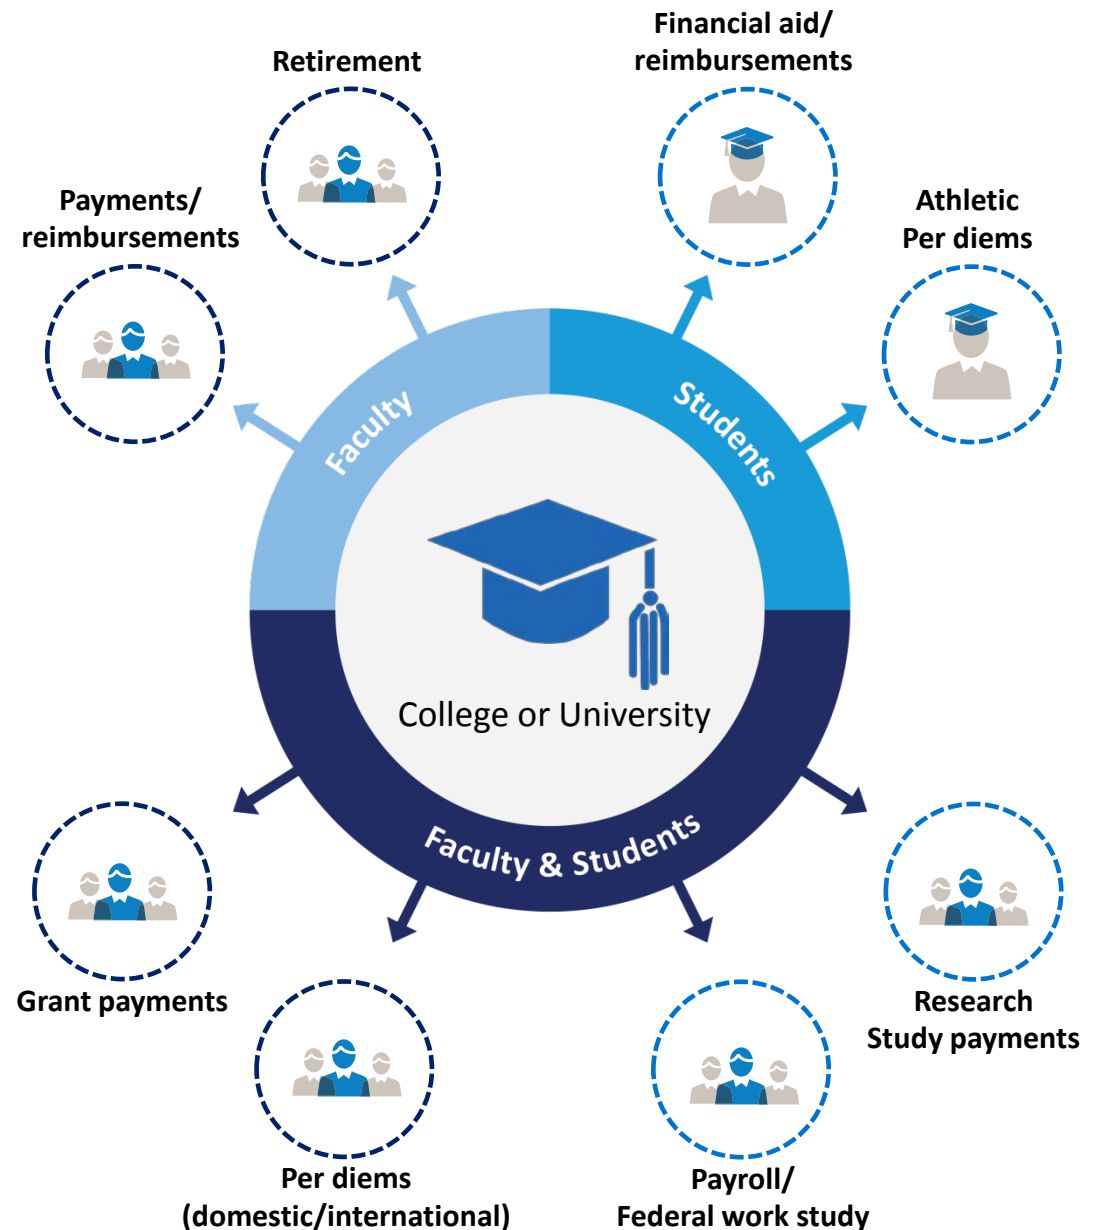 Financial aid/
reimbursements
Retirement
Payments/
reimbursements
Athletic
Per diems
Faculty
Students
College or University
Faculty & Students
Grant payments
Research
Study payments
Per diems
(domestic/international)
Payroll/
Federal work study